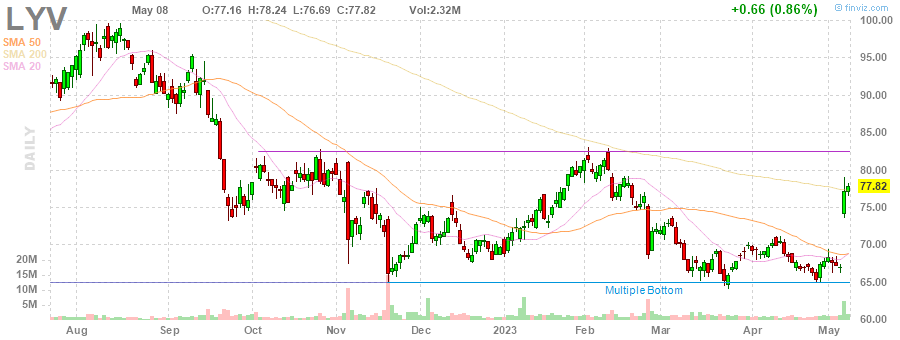 LYV May 08 O:77.16 H:78.24 L:76.69 C:77.82 Vol:2.32M +0.66 (0.86%) finviz.com
SMA 50
SMA 200
SMA 20
DAILY
100.00
95.00
90.00
85.00
80.00
77.82
75.00
70.00
65.00
60.00
20M
15M
10M
5M
Multiple Bottom
Aug Sep Oct Nov Dec 2023 Feb Mar Apr May